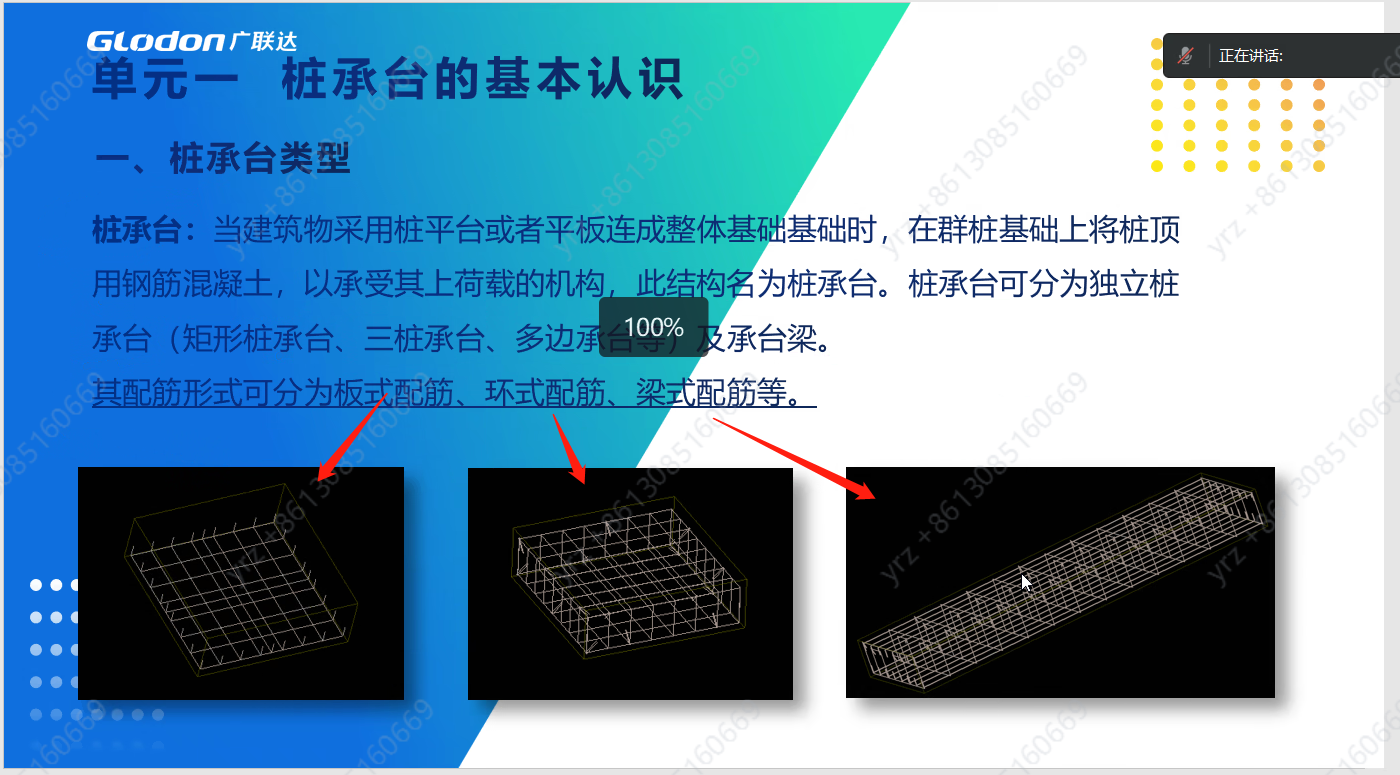 Glodon广联达
正在讲话:
单元一 桩承台的基本认识
一、桩承台类型
桩承台：当建筑物采用桩平台或者平板连成整体基础基础时，在群桩基础上将桩顶
用钢筋混凝土，以承受其上荷载的机构，此结构名为桩承台。桩承台可分为独立桩
承台（矩形桩承台、三桩承台、多边承台等）及承台梁。
100%
其配筋形式可分为板式配筋、环式配筋、梁式配筋等。
yrz +8613085160669